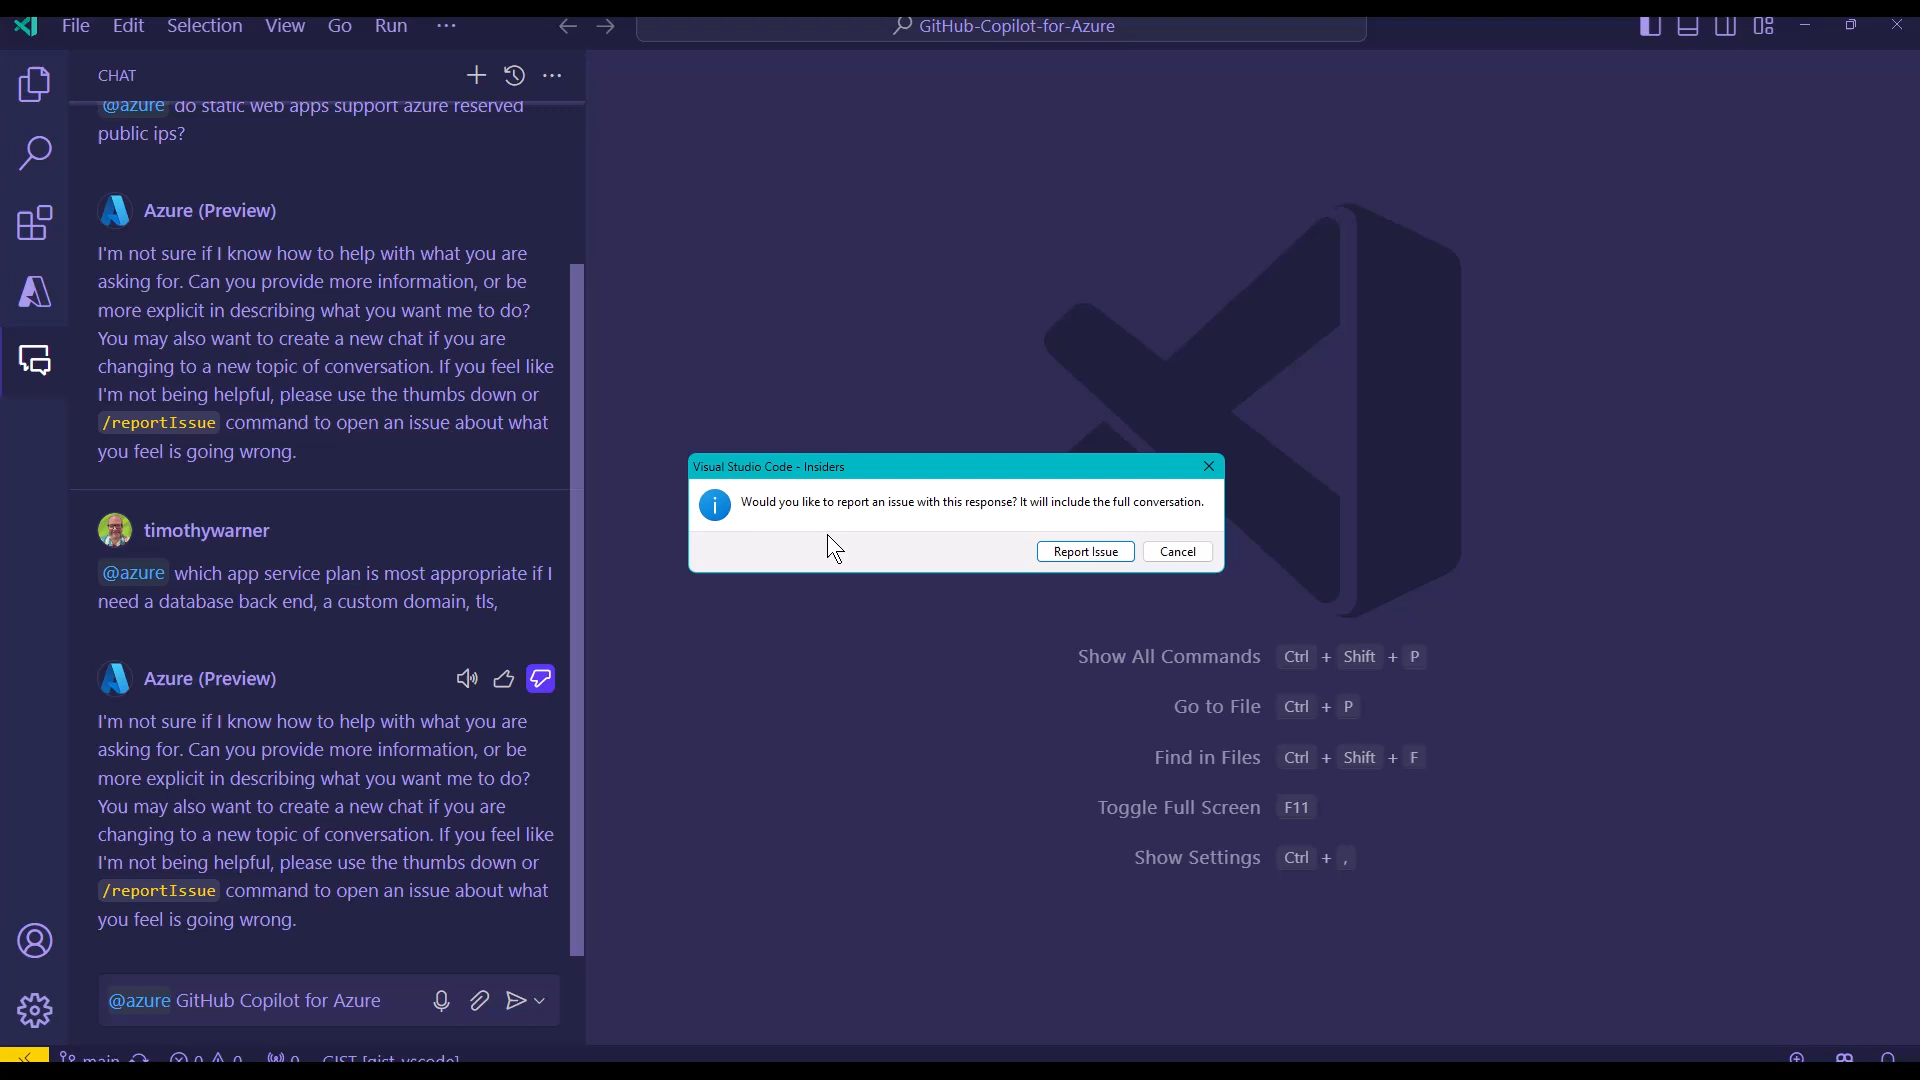 File Edit Selection View Go Run ···
GitHub-Copilot-for-Azure
CHAT
@azure do static web apps support azure reserved
public ips?
Azure (Preview)
I'm not sure if I know how to help with what you are
asking for. Can you provide more information, or be
more explicit in describing what you want me to do?
You may also want to create a new chat if you are
changing to a new topic of conversation. If you feel like
I'm not being helpful, please use the thumbs down or
/reportIssue command to open an issue about what
you feel is going wrong.
timothywarner
@azure which app service plan is most appropriate if I
need a database back end, a custom domain, tls,
Azure (Preview)
I'm not sure if I know how to help with what you are
asking for. Can you provide more information, or be
more explicit in describing what you want me to do?
You may also want to create a new chat if you are
changing to a new topic of conversation. If you feel like
I'm not being helpful, please use the thumbs down or
/reportIssue command to open an issue about what
you feel is going wrong.
@azure GitHub Copilot for Azure
Visual Studio Code - Insiders
Would you like to report an issue with this response? It will include the full conversation.
Report Issue Cancel
Show All Commands Ctrl + Shift + P
Go to File Ctrl + P
Find in Files Ctrl + Shift + F
Toggle Full Screen F11
Show Settings Ctrl + ,
main 0 0 0 GIST [gist-vscode]